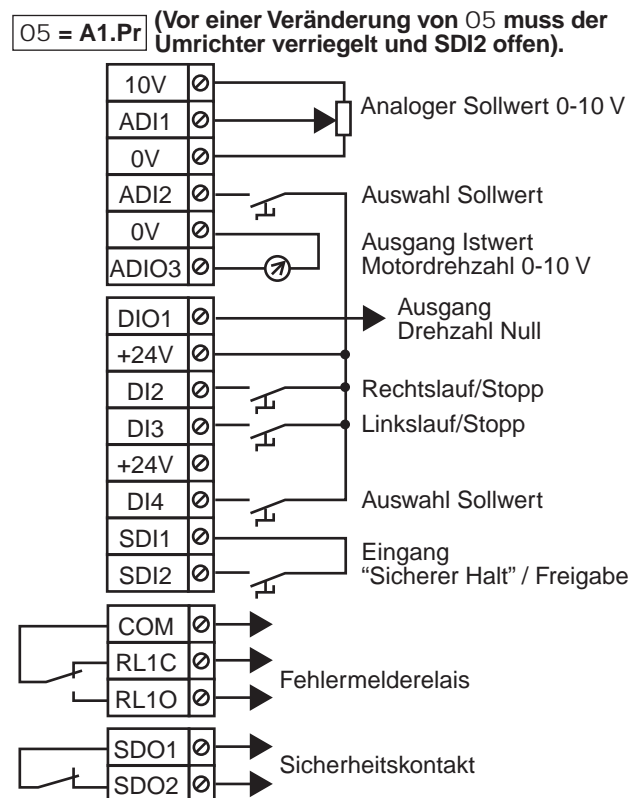 05 = A1.Pr (Vor einer Veränderung von 05 muss der
Umrichter verriegelt und SDI2 offen).
10V
Analoger Sollwert 0-10 V
ADI1
0V
ADI2 Auswahl Sollwert
0V
Ausgang Istwert
ADIO3 Motordrehzahl 0-10 V
DIO1 Ausgang
Drehzahl Null
+24V
DI2 Rechtslauf/Stopp
DI3 Linkslauf/Stopp
+24V
DI4 Auswahl Sollwert
SDI1
Eingang
SDI2 “Sicherer Halt” / Freigabe
COM
RL1C
Fehlermelderelais
RL1O
SDO1
Sicherheitskontakt
SDO2